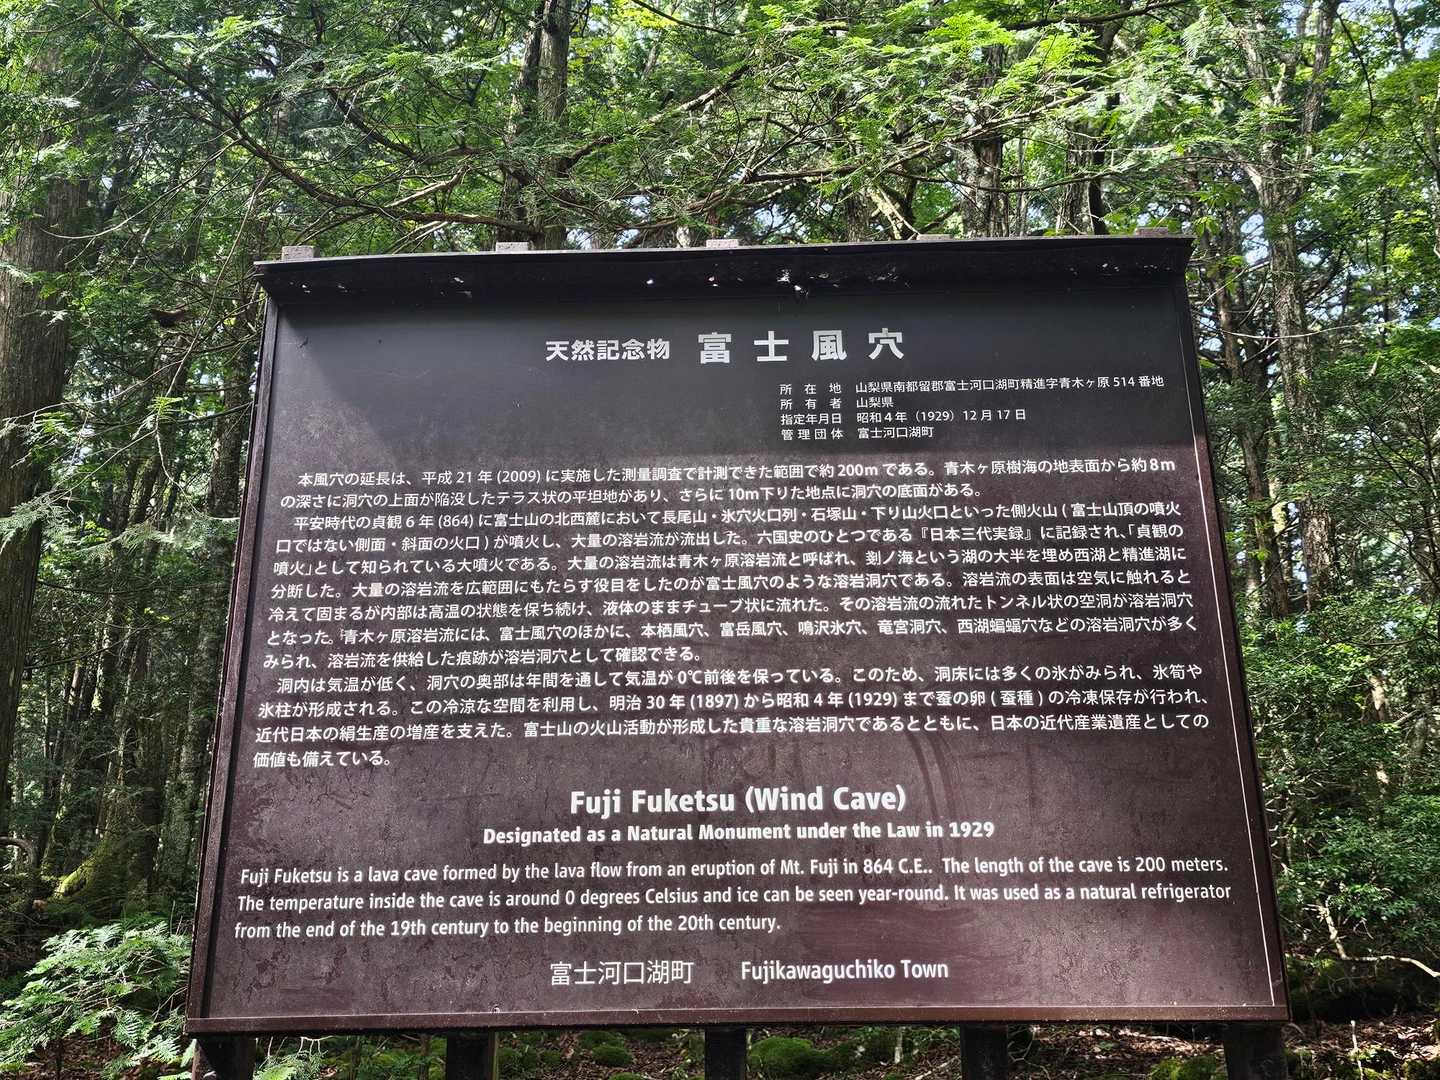 天然記念物 富士風穴
所在地 山梨県南都留郡富士河口湖町精進字青木ヶ原 514 番地
所有者 山梨県
指定年月日 昭和４年（1929）12 月 17 日
管理団体 富士河口湖町
本風穴の延長は、平成 21 年 (2009) に実施した測量調査で計測できた範囲で約 200m である。青木ヶ原樹海の地表面から約 8m
の深さに洞穴の上面が陥没したテラス状の平坦地があり、さらに 10m下りた地点に洞穴の底面がある。
平安時代の貞観 6 年 (864) に富士山の北西麓において長尾山・氷穴火口列・石塚山・下り山火口といった側火山 ( 富士山頂の噴火
口ではない側面・斜面の火口 ) が噴火し、大量の溶岩流が流出した。六国史のひとつである『日本三代実録』に記録され、「貞観の
噴火」として知られている大噴火である。大量の溶岩流は青木ヶ原溶岩流と呼ばれ、剗ノ海という湖の大半を埋め西湖と精進湖に
分断した。大量の溶岩流を広範囲にもたらす役目をしたのが富士風穴のような溶岩洞穴である。溶岩流の表面は空気に触れると
冷えて固まるが内部は高温の状態を保ち続け、液体のままチューブ状に流れた。その溶岩流の流れたトンネル状の空洞が溶岩洞穴
となった。青木ヶ原溶岩流には、富士風穴のほかに、本栖風穴、富岳風穴、鳴沢氷穴、竜宮洞穴、西湖蝙蝠穴などの溶岩洞穴が多く
みられ、溶岩流を供給した痕跡が溶岩洞穴として確認できる。
洞内は気温が低く、洞穴の奥部は年間を通して気温が 0℃前後を保っている。このため、洞床には多くの氷がみられ、氷筍や
氷柱が形成される。この冷涼な空間を利用し、明治 30 年 (1897) から昭和 4 年 (1929) まで蚕の卵 ( 蚕種 ) の冷凍保存が行われ、
近代日本の絹生産の増産を支えた。富士山の火山活動が形成した貴重な溶岩洞穴であるとともに、日本の近代産業遺産としての
価値も備えている。
Fuji Fuketsu (Wind Cave)
Designated as a Natural Monument under the Law in 1929
Fuji Fuketsu is a lava cave formed by the lava flow from an eruption of Mt. Fuji in 864 C.E.. The length of the cave is 200 meters.
The temperature inside the cave is around 0 degrees Celsius and ice can be seen year-round. It was used as a natural refrigerator
from the end of the 19th century to the beginning of the 20th century.
富士河口湖町 Fujikawaguchiko Town